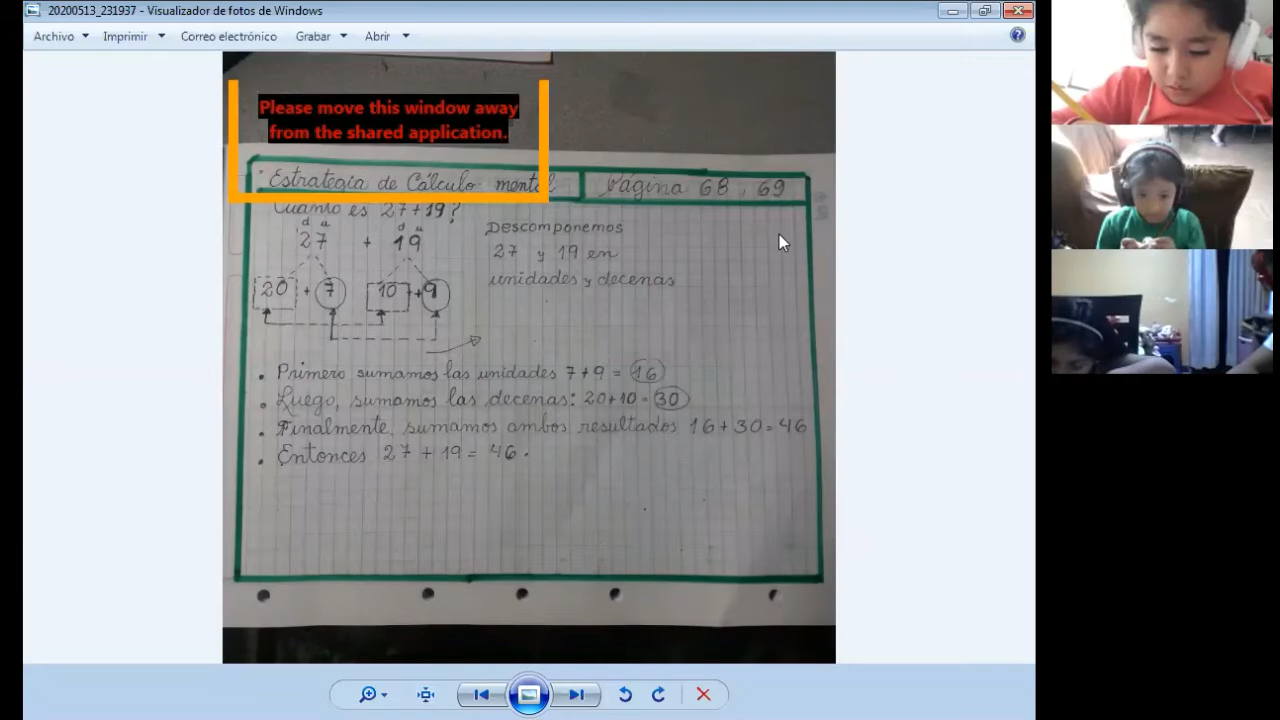 20200513_231937 - Visualizador de fotos de Windows
Archivo Imprimir Correo electrónico Grabar Abrir
Please move this window away
from the shared application.
Estrategia de Cálculo mental Página 68, 69
Cuánto es 27+19?
d u d u
27 + 19
20 + 7 10 + 9
Descomponemos
27 y 19 en
unidades y decenas
. Primero sumamos las unidades 7+9 = 16
. Luego, sumamos las decenas: 20+10 = 30
. Finalmente, sumamos ambos resultados 16+30=46
. Entonces 27 + 19 = 46.